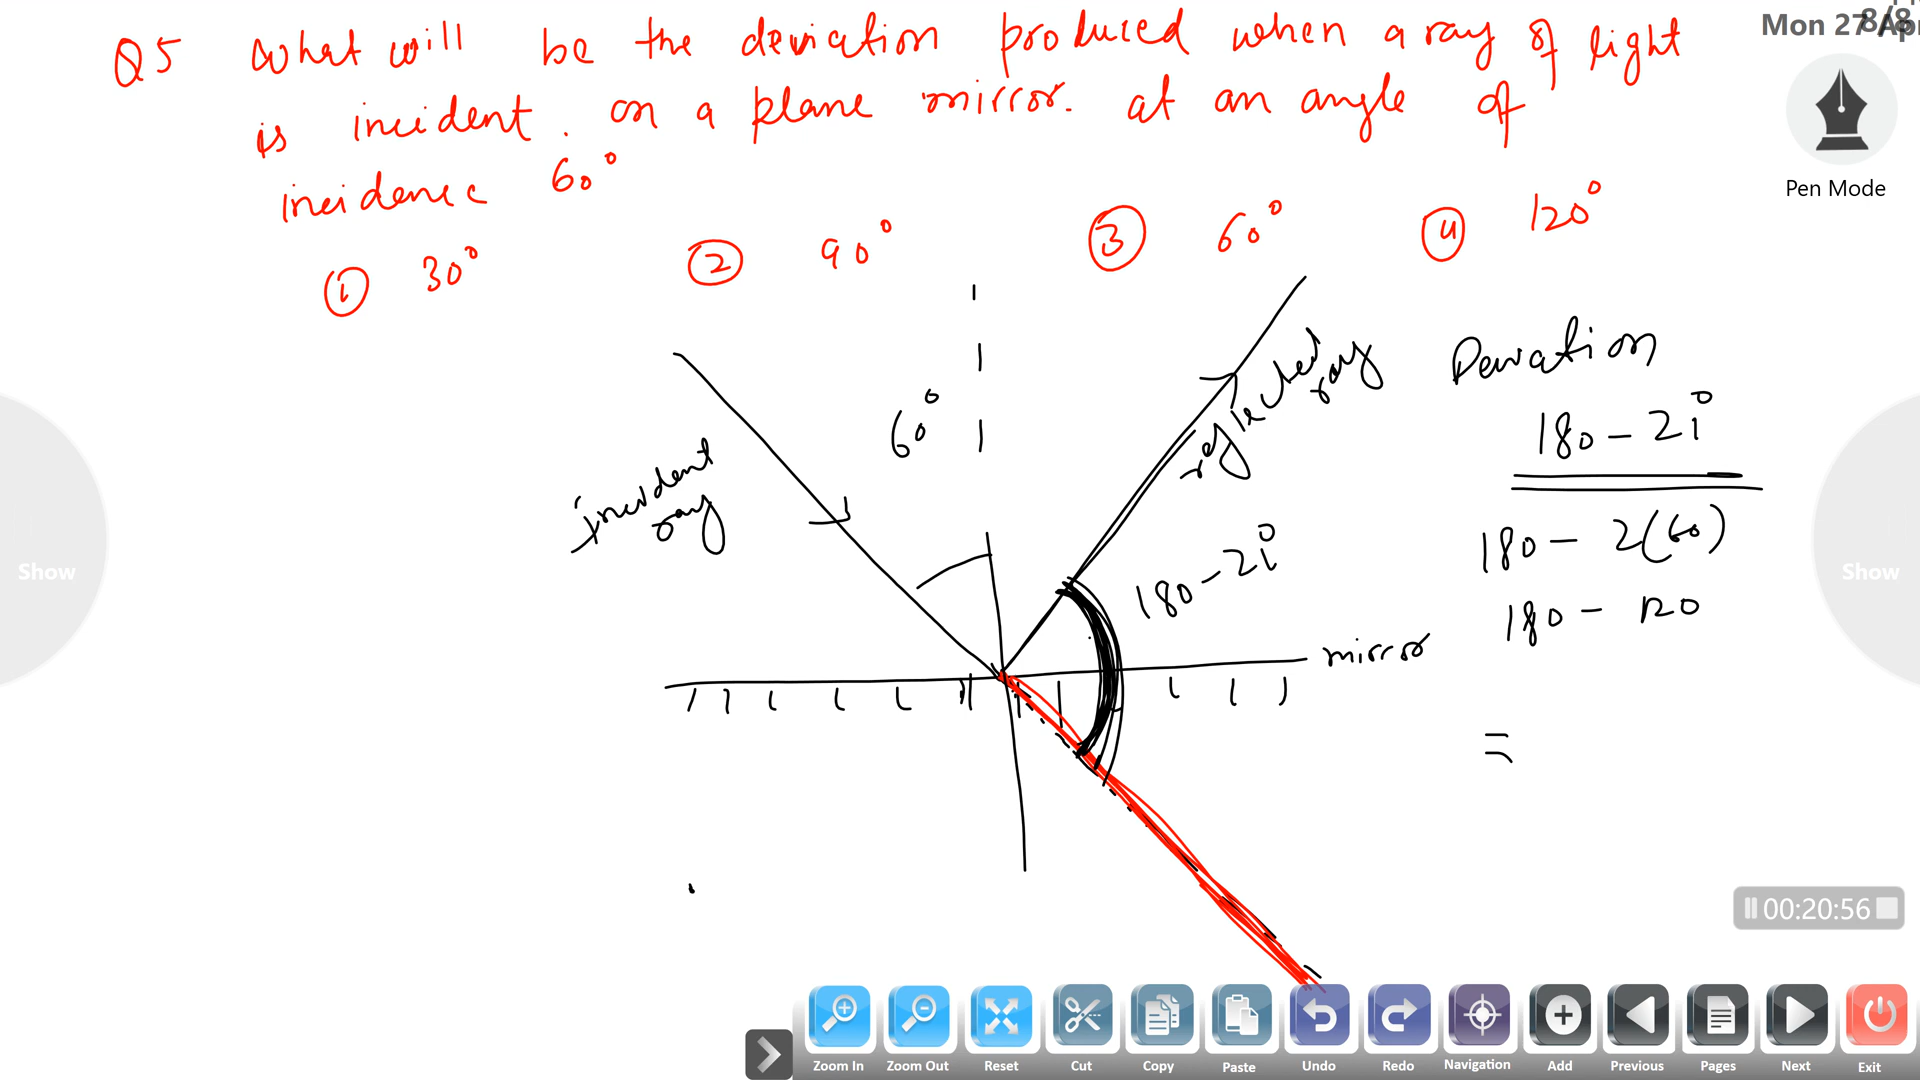 Mon 27 Apr
8/8
Q5 What will be the deviation produced when a ray of light
is incident. on a plane mirror. at an angle of
incidence 60°
Pen Mode
① 30° ② 90° ③ 60° ④ 120°
60°
incident ray
reflected ray
Deviation
180 - 2i°
180 - 2(60)
180 - 120
=
180 - 2i°
mirror
Show
Show
00:20:56
Zoom In Zoom Out Reset Cut Copy Paste Undo Redo Navigation Add Previous Pages Next Exit